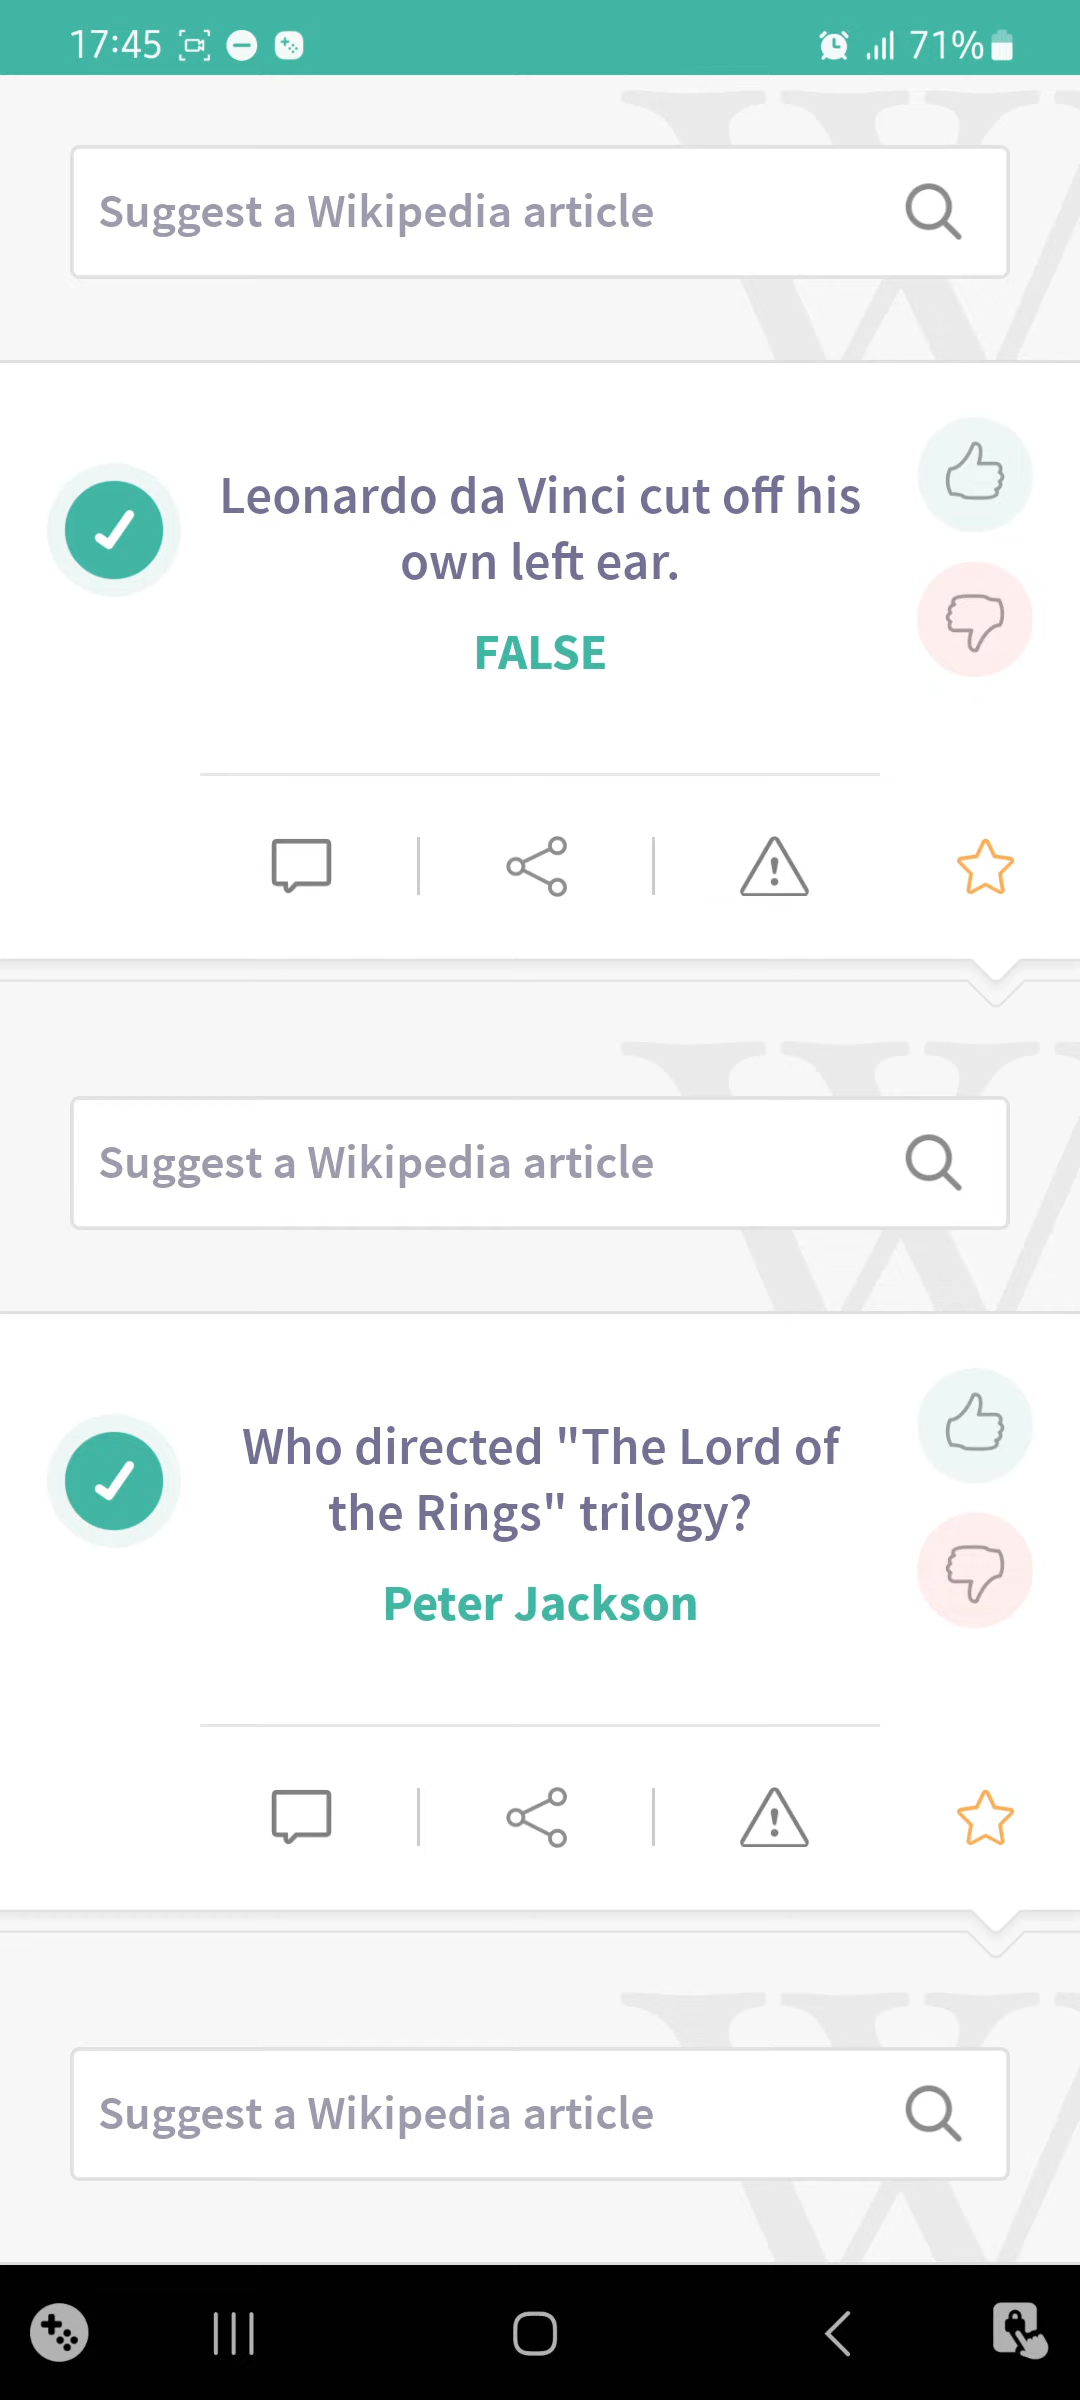 17:45 71%
Suggest a Wikipedia article
Leonardo da Vinci cut off his
own left ear.
FALSE
Suggest a Wikipedia article
Who directed "The Lord of
the Rings" trilogy?
Peter Jackson
Suggest a Wikipedia article